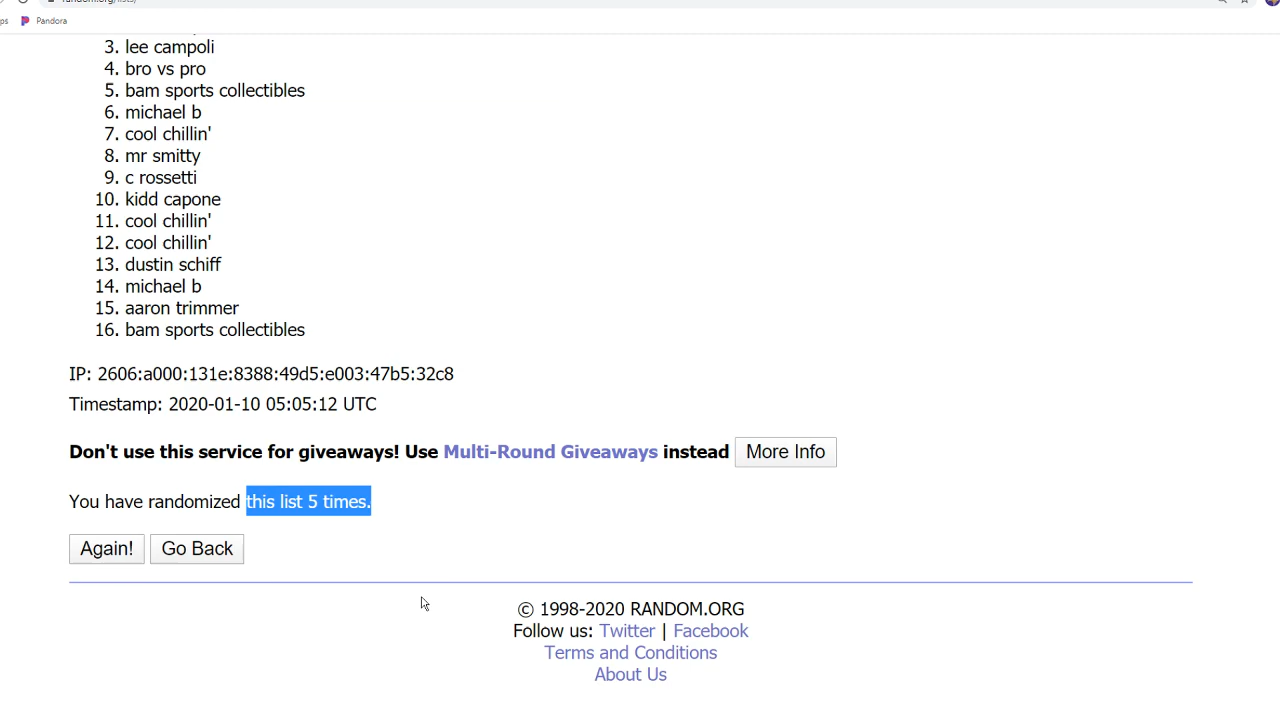 random.org/lists/
ps Pandora
3. lee campoli
4. bro vs pro
5. bam sports collectibles
6. michael b
7. cool chillin'
8. mr smitty
9. c rossetti
10. kidd capone
11. cool chillin'
12. cool chillin'
13. dustin schiff
14. michael b
15. aaron trimmer
16. bam sports collectibles
IP: 2606:a000:131e:8388:49d5:e003:47b5:32c8
Timestamp: 2020-01-10 05:05:12 UTC
Don't use this service for giveaways! Use Multi-Round Giveaways instead More Info
You have randomized this list 5 times.
Again! Go Back
© 1998-2020 RANDOM.ORG
Follow us: Twitter | Facebook
Terms and Conditions
About Us